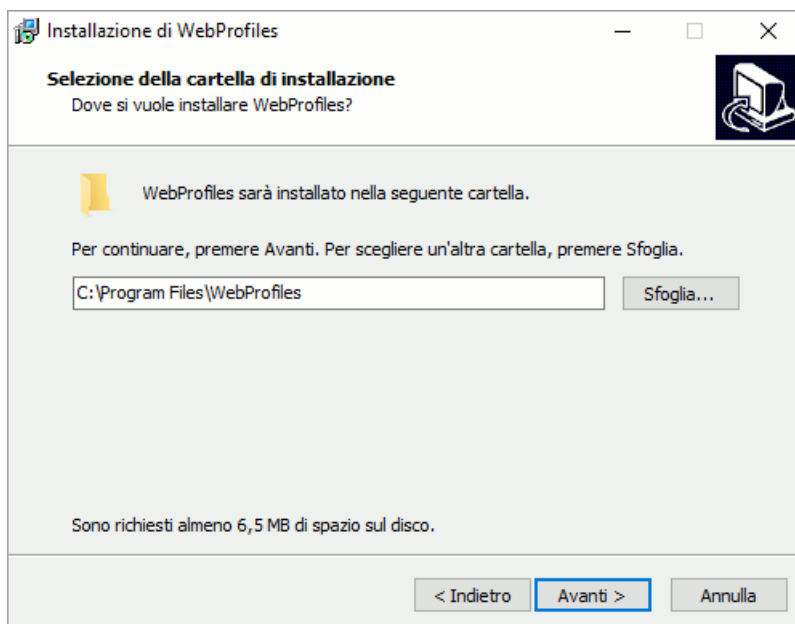 Installazione di WebProfiles
Selezione della cartella di installazione
Dove si vuole installare WebProfiles?
WebProfiles sarà installato nella seguente cartella.
Per continuare, premere Avanti. Per scegliere un'altra cartella, premere Sfoglia.
C:\Program Files\WebProfiles
Sfoglia...
Sono richiesti almeno 6,5 MB di spazio sul disco.
< Indietro
Avanti >
Annulla